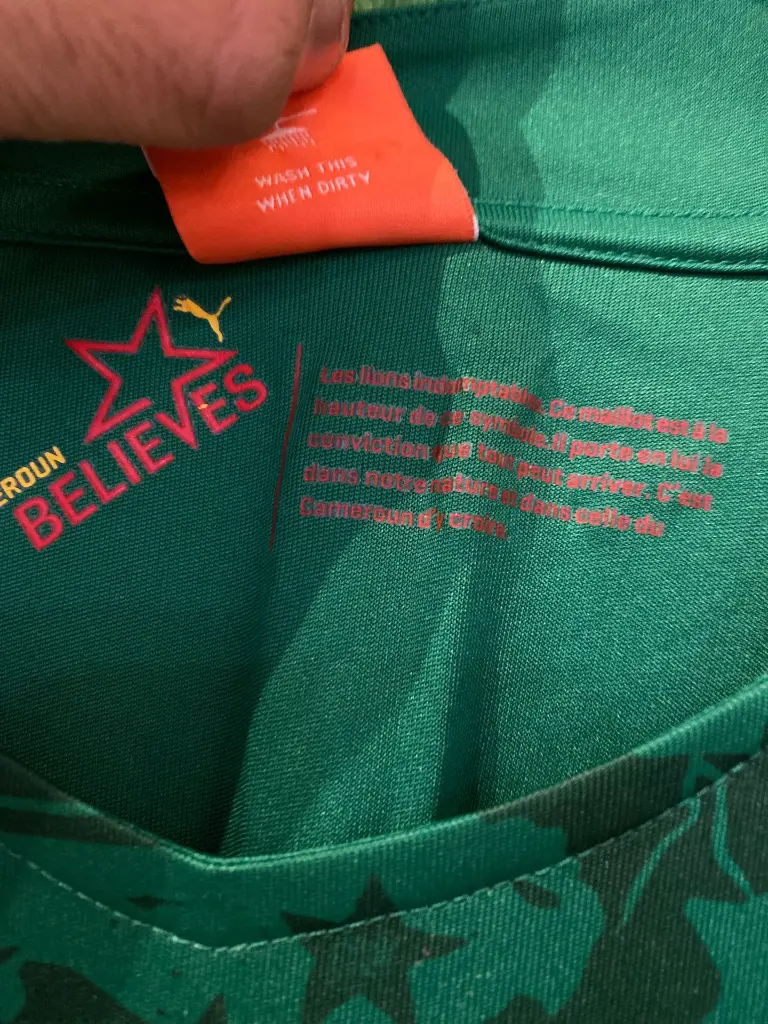 WASH THIS
WHEN DIRTY
BELIEVES
Les lions indomptable. Ce maillot est à la
hauteur de ce symbole. Il porte en lui la
conviction que tout peut arriver. C'est
dans notre nature et dans celle du
Cameroun d'y croire.